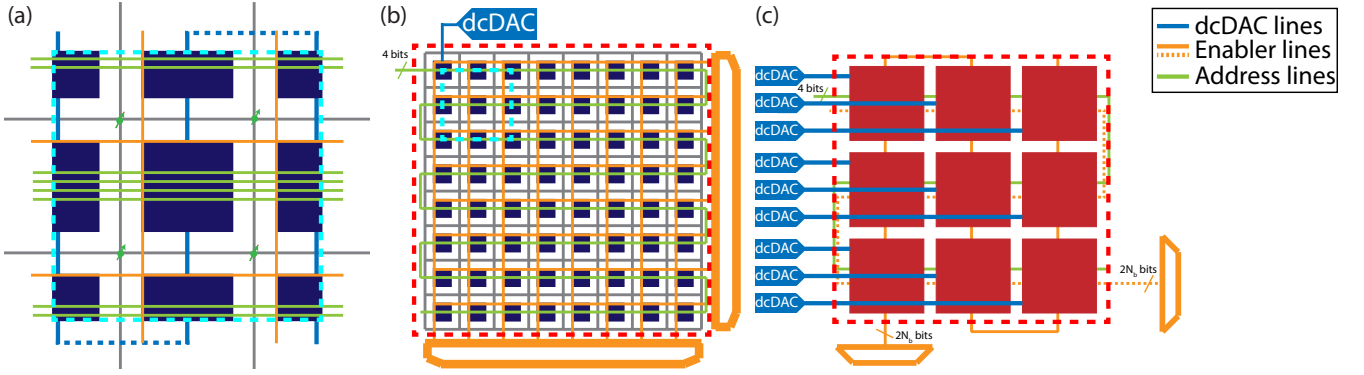 (a)
(b)
dcDAC
4 bits
(c)
dcDAC
4 bits
dcDAC
dcDAC
dcDAC
dcDAC
dcDAC
dcDAC
dcDAC
dcDAC
2N_b bits
2N_b bits
dcDAC lines
Enabler lines
Address lines